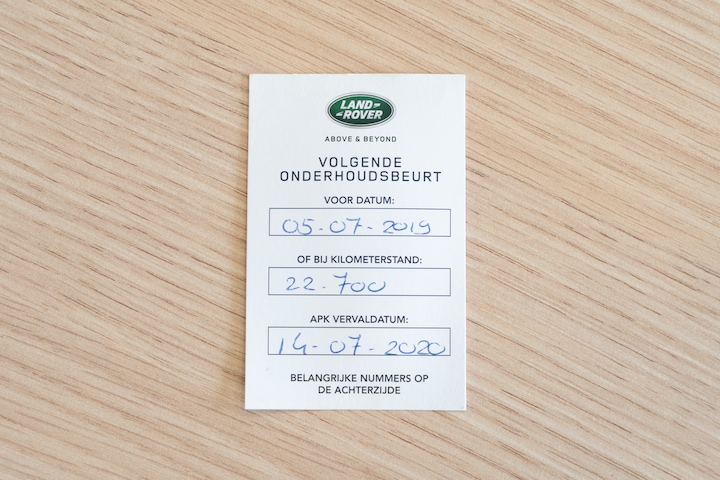 LAND-
-ROVER
ABOVE & BEYOND
VOLGENDE
ONDERHOUDSBEURT
VOOR DATUM:
05-07-2019
OF BIJ KILOMETERSTAND:
22.700
APK VERVALDATUM:
14-07-2020
BELANGRIJKE NUMMERS OP
DE ACHTERZIJDE